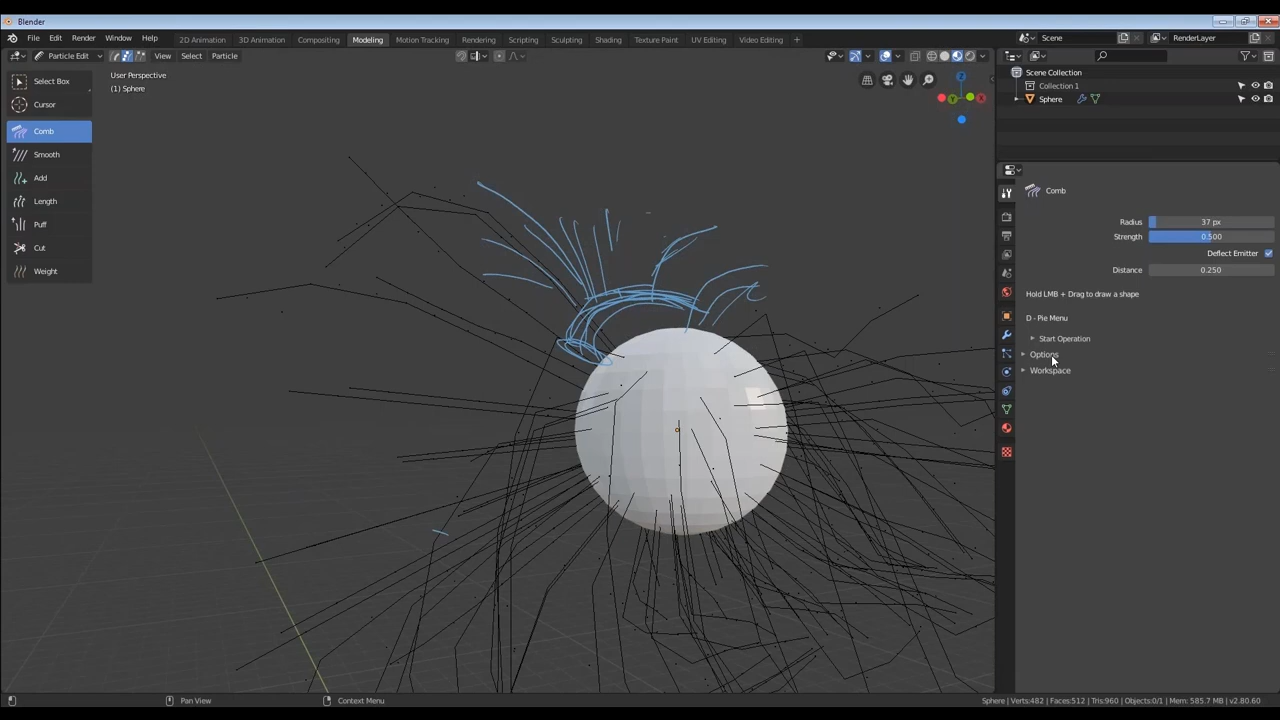 Blender
File Edit Render Window Help
2D Animation 3D Animation Compositing Modeling Motion Tracking Rendering Scripting Sculpting Shading Texture Paint UV Editing Video Editing +
Scene
RenderLayer
Particle Edit
View Select Particle
Select Box
Cursor
Comb
Smooth
Add
Length
Puff
Cut
Weight
User Perspective
(1) Sphere
Z
Y
X
Scene Collection
Collection 1
Sphere
Comb
Radius 37 px
Strength 0.500
Deflect Emitter
Distance 0.250
Hold LMB + Drag to draw a shape
D - Pie Menu
Start Operation
Options
Workspace
Pan View
Context Menu
Sphere | Verts:482 | Faces:512 | Tris:960 | Objects:0/1 | Mem: 585.7 MB | v2.80.60